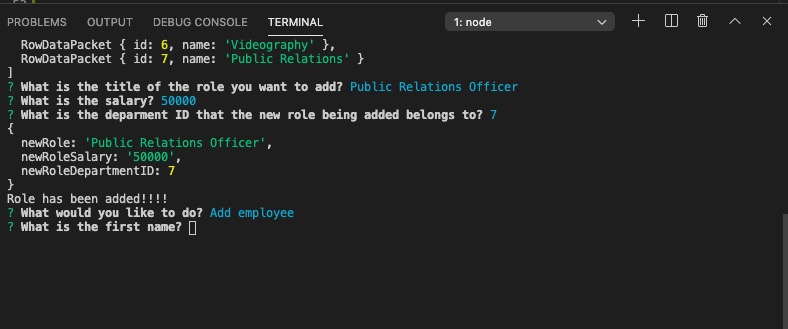 PROBLEMS OUTPUT DEBUG CONSOLE TERMINAL 1: node
RowDataPacket { id: 6, name: 'Videography' },
RowDataPacket { id: 7, name: 'Public Relations' }
]
? What is the title of the role you want to add? Public Relations Officer
? What is the salary? 50000
? What is the deparment ID that the new role being added belongs to? 7
{
newRole: 'Public Relations Officer',
newRoleSalary: '50000',
newRoleDepartmentID: 7
}
Role has been added!!!!
? What would you like to do? Add employee
? What is the first name?